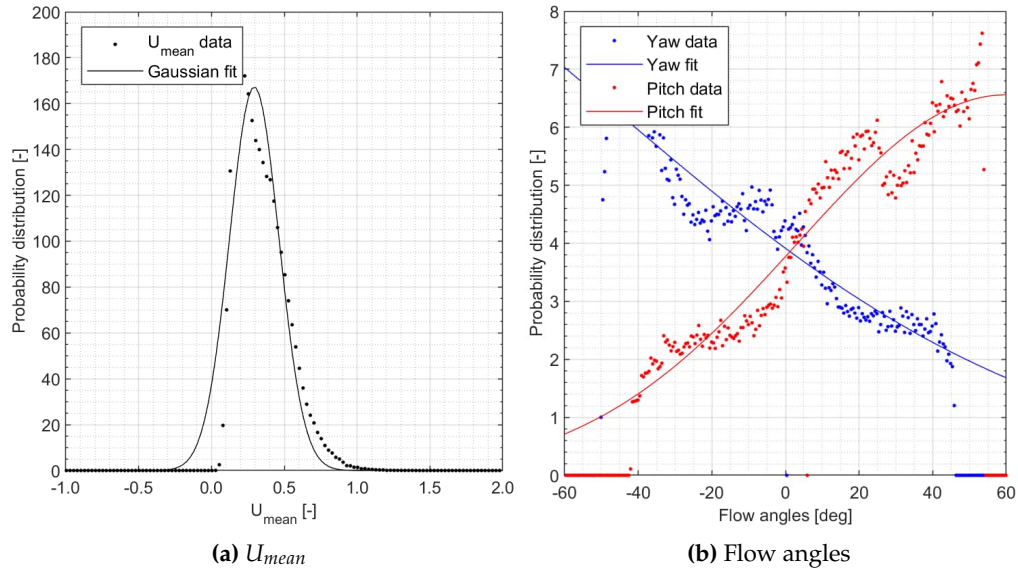 200
180
160
140
120
100
80
60
40
20
0
Probability distribution [-]
U_mean data
Gaussian fit
-1.0 -0.5 0.0 0.5 1.0 1.5 2.0
U_mean [-]
(a) U_mean
8
7
6
5
4
3
2
1
0
Probability distribution [-]
Yaw data
Yaw fit
Pitch data
Pitch fit
-60 -40 -20 0 20 40 60
Flow angles [deg]
(b) Flow angles